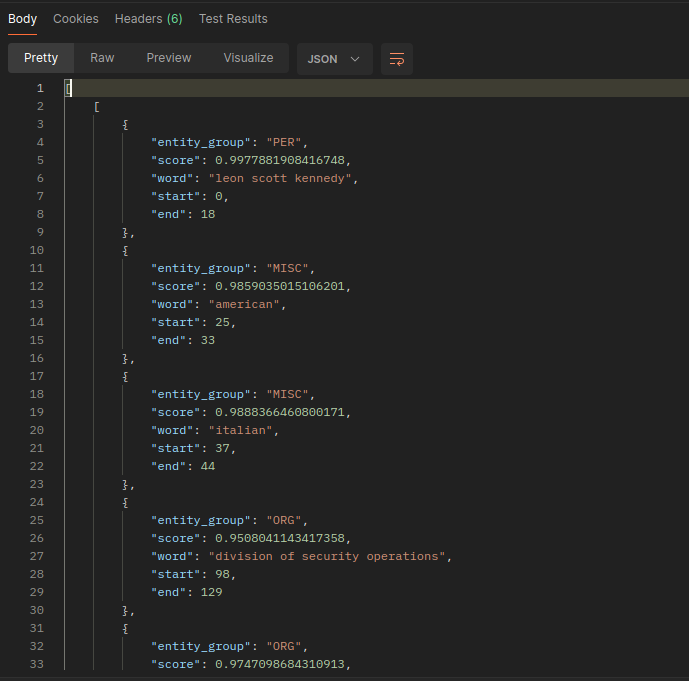 Body Cookies Headers (6) Test Results
Pretty Raw Preview Visualize JSON
1 [
2 [
3 {
4 "entity_group": "PER",
5 "score": 0.9977881908416748,
6 "word": "leon scott kennedy",
7 "start": 0,
8 "end": 18
9 },
10 {
11 "entity_group": "MISC",
12 "score": 0.9859035015106201,
13 "word": "american",
14 "start": 25,
15 "end": 33
16 },
17 {
18 "entity_group": "MISC",
19 "score": 0.9888366460800171,
20 "word": "italian",
21 "start": 37,
22 "end": 44
23 },
24 {
25 "entity_group": "ORG",
26 "score": 0.9508041143417358,
27 "word": "division of security operations",
28 "start": 98,
29 "end": 129
30 },
31 {
32 "entity_group": "ORG",
33 "score": 0.9747098684310913,